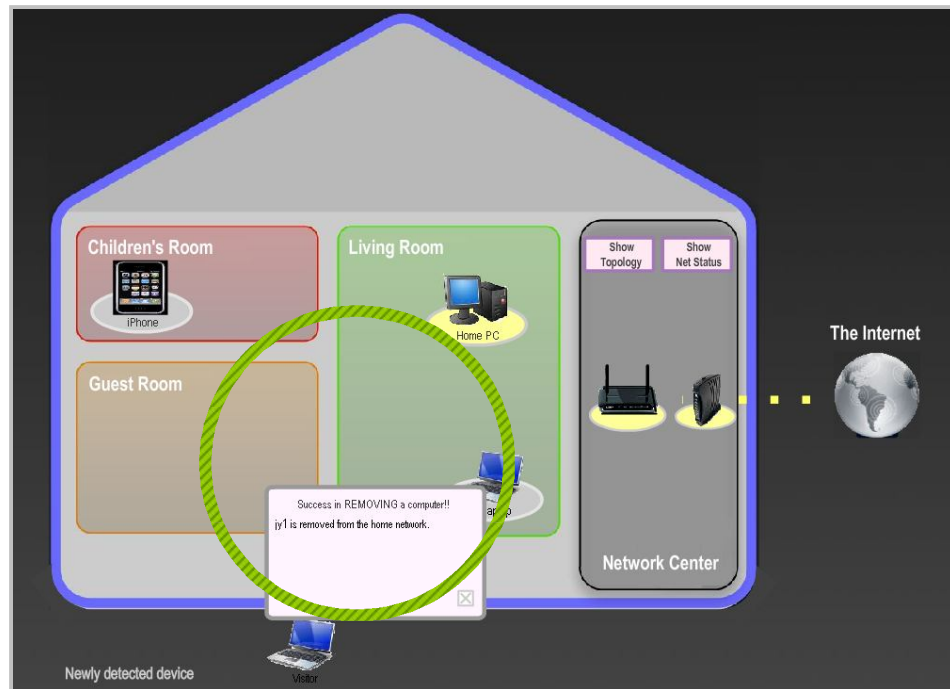 Children's Room
iPhone
Guest Room
Living Room
Home PC
Show
Topology
Show
Net Status
The Internet
Success in REMOVING a computer!!
jy1 is removed from the home network.
Network Center
Newly detected device
Visitor